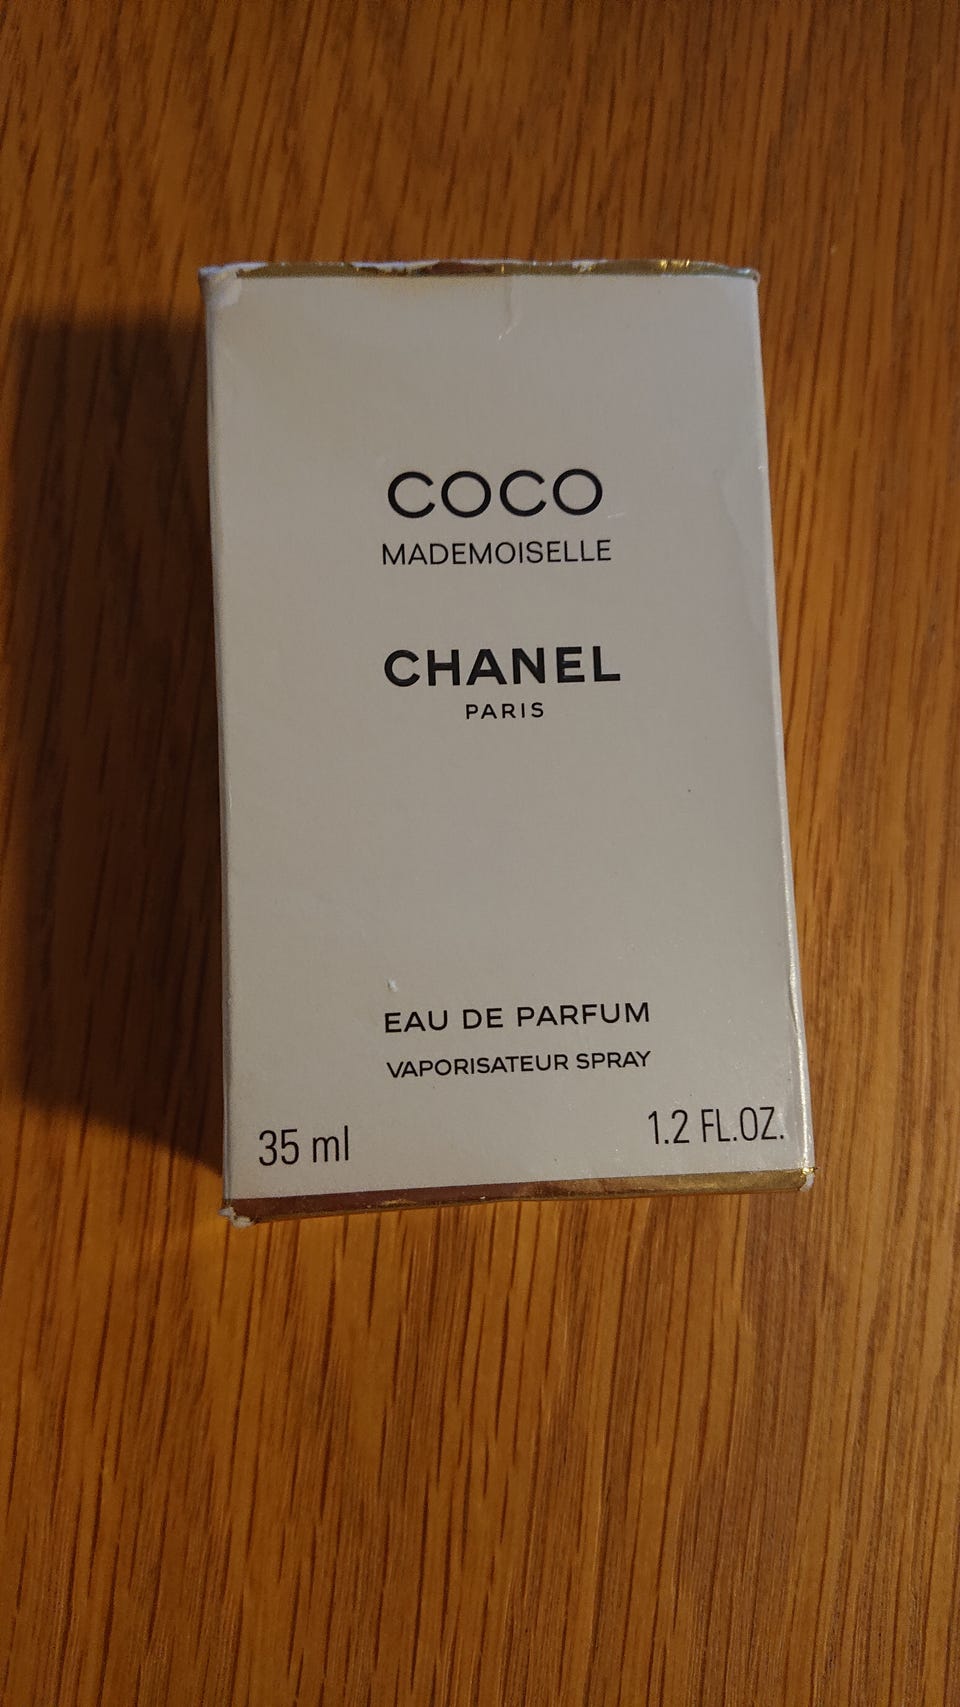 COCO
MADEMOISELLE
CHANEL
PARIS
EAU DE PARFUM
VAPORISATEUR SPRAY
35 ml 1.2 FL.OZ.